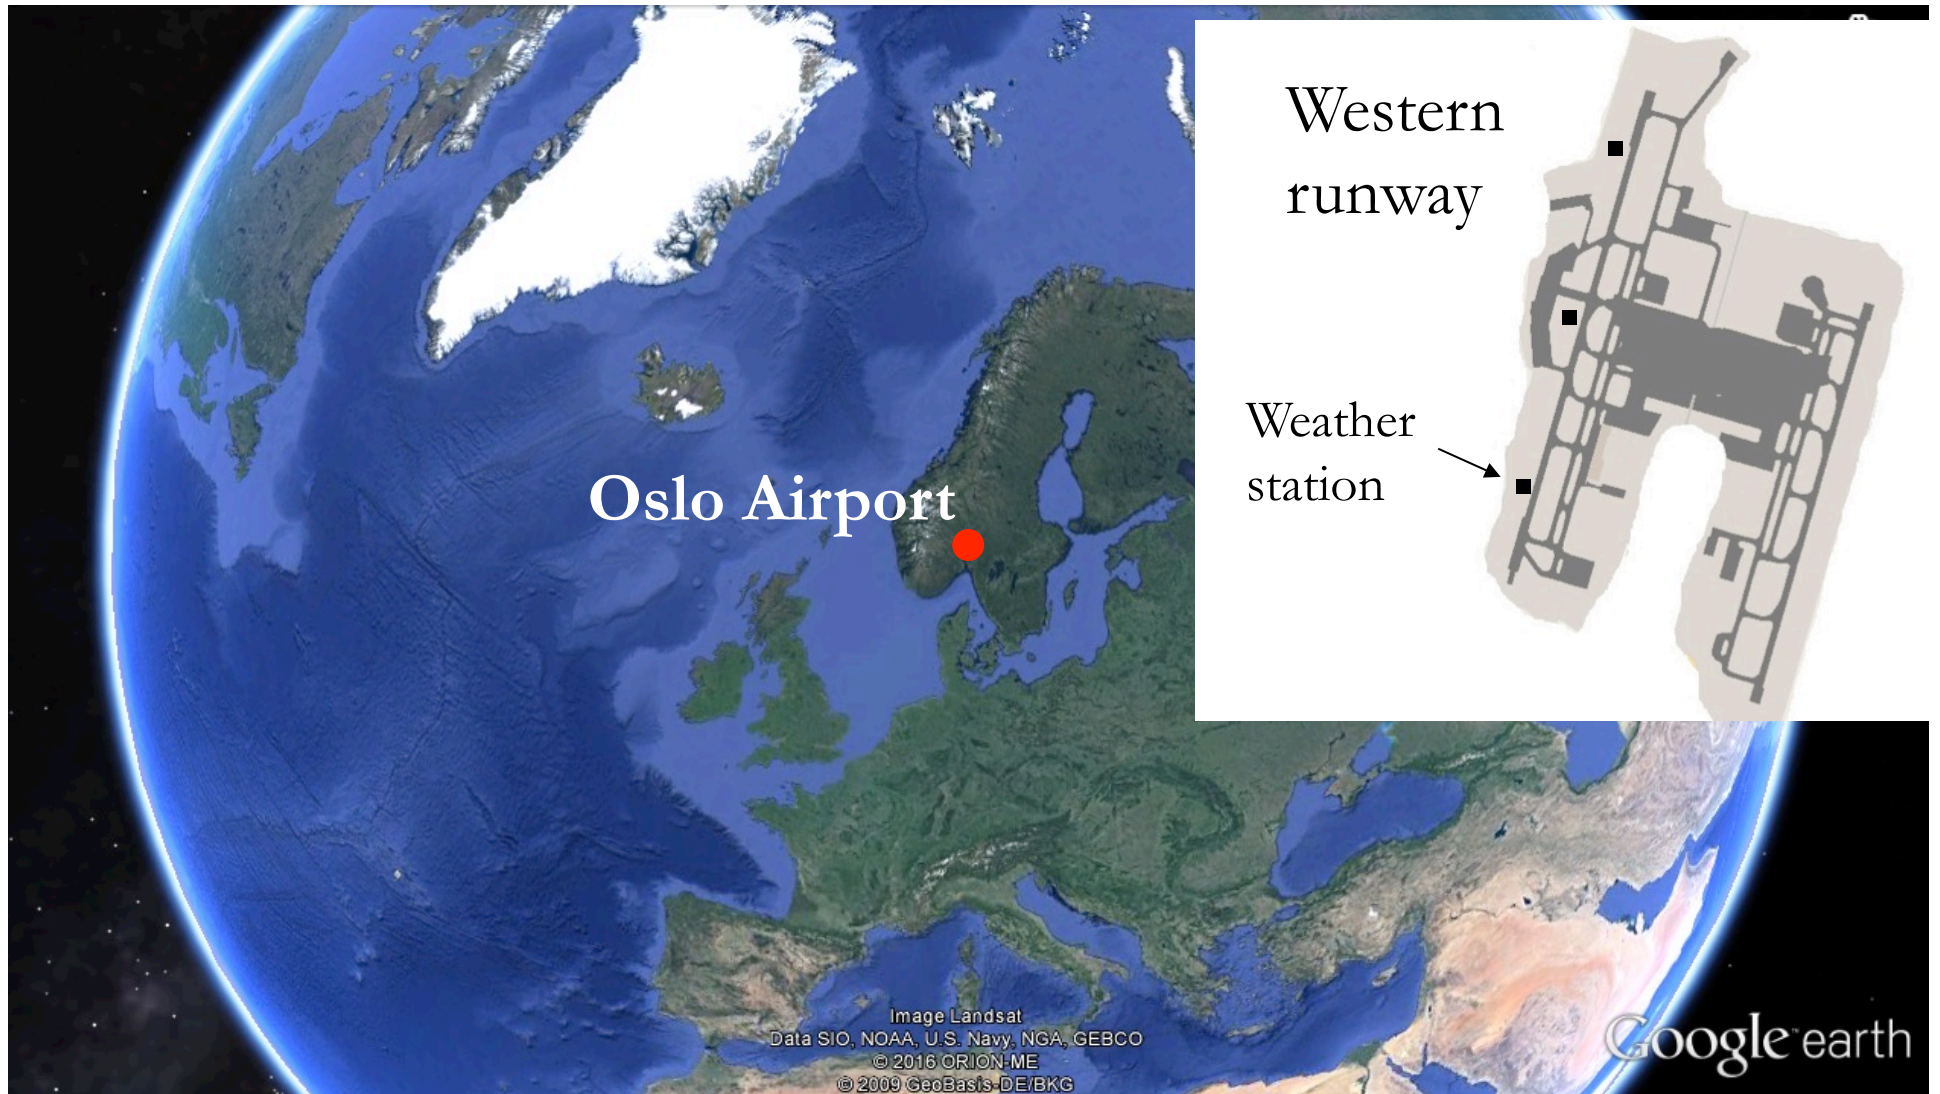 Western
runway
Weather
station
Oslo Airport
Image Landsat
Data SIO, NOAA, U.S. Navy, NGA, GEBCO
© 2016 ORION-ME
© 2009 GeoBasis-DE/BKG
Google™ earth